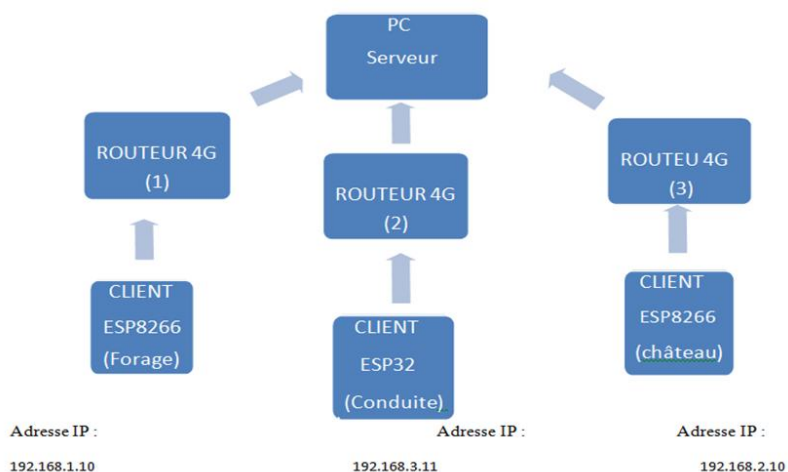 PC
Serveur
ROUTEUR 4G
(1)
ROUTEUR 4G
(2)
ROUTEU 4G
(3)
CLIENT
ESP8266
(Forage)
CLIENT
ESP32
(Conduite)
CLIENT
ESP8266
(château)
Adresse IP : Adresse IP : Adresse IP :
192.168.1.10 192.168.3.11 192.168.2.10